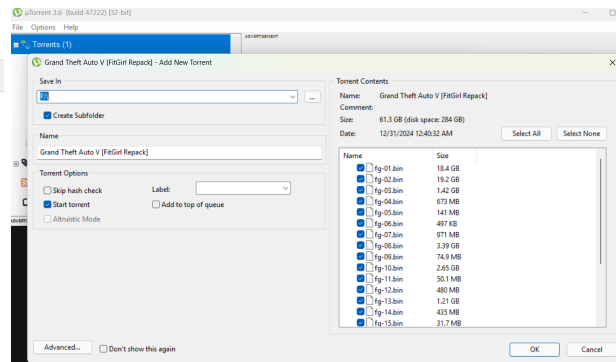 µTorrent 3.6 (build 47222) [32-bit]
File Options Help
Torrents (1)
ADVERTISEMENT
Grand Theft Auto V [FitGirl Repack] - Add New Torrent
Save In
F:\
...
Create Subfolder
Name
Grand Theft Auto V [FitGirl Repack]
Torrent Options
Skip hash check
Label:
Start torrent
Add to top of queue
Altruistic Mode
Advanced...
Don't show this again
Torrent Contents
Name: Grand Theft Auto V [FitGirl Repack]
Comment:
Size: 61.3 GB (disk space: 284 GB)
Date: 12/31/2024 12:40:32 AM
Select All
Select None
Name Size
fg-01.bin 18.4 GB
fg-02.bin 19.2 GB
fg-03.bin 1.42 GB
fg-04.bin 673 MB
fg-05.bin 141 MB
fg-06.bin 497 KB
fg-07.bin 971 MB
fg-08.bin 3.39 GB
fg-09.bin 74.9 MB
fg-10.bin 2.65 GB
fg-11.bin 50.1 MB
fg-12.bin 480 MB
fg-13.bin 1.21 GB
fg-14.bin 435 MB
fg-15.bin 31.7 MB
OK
Cancel